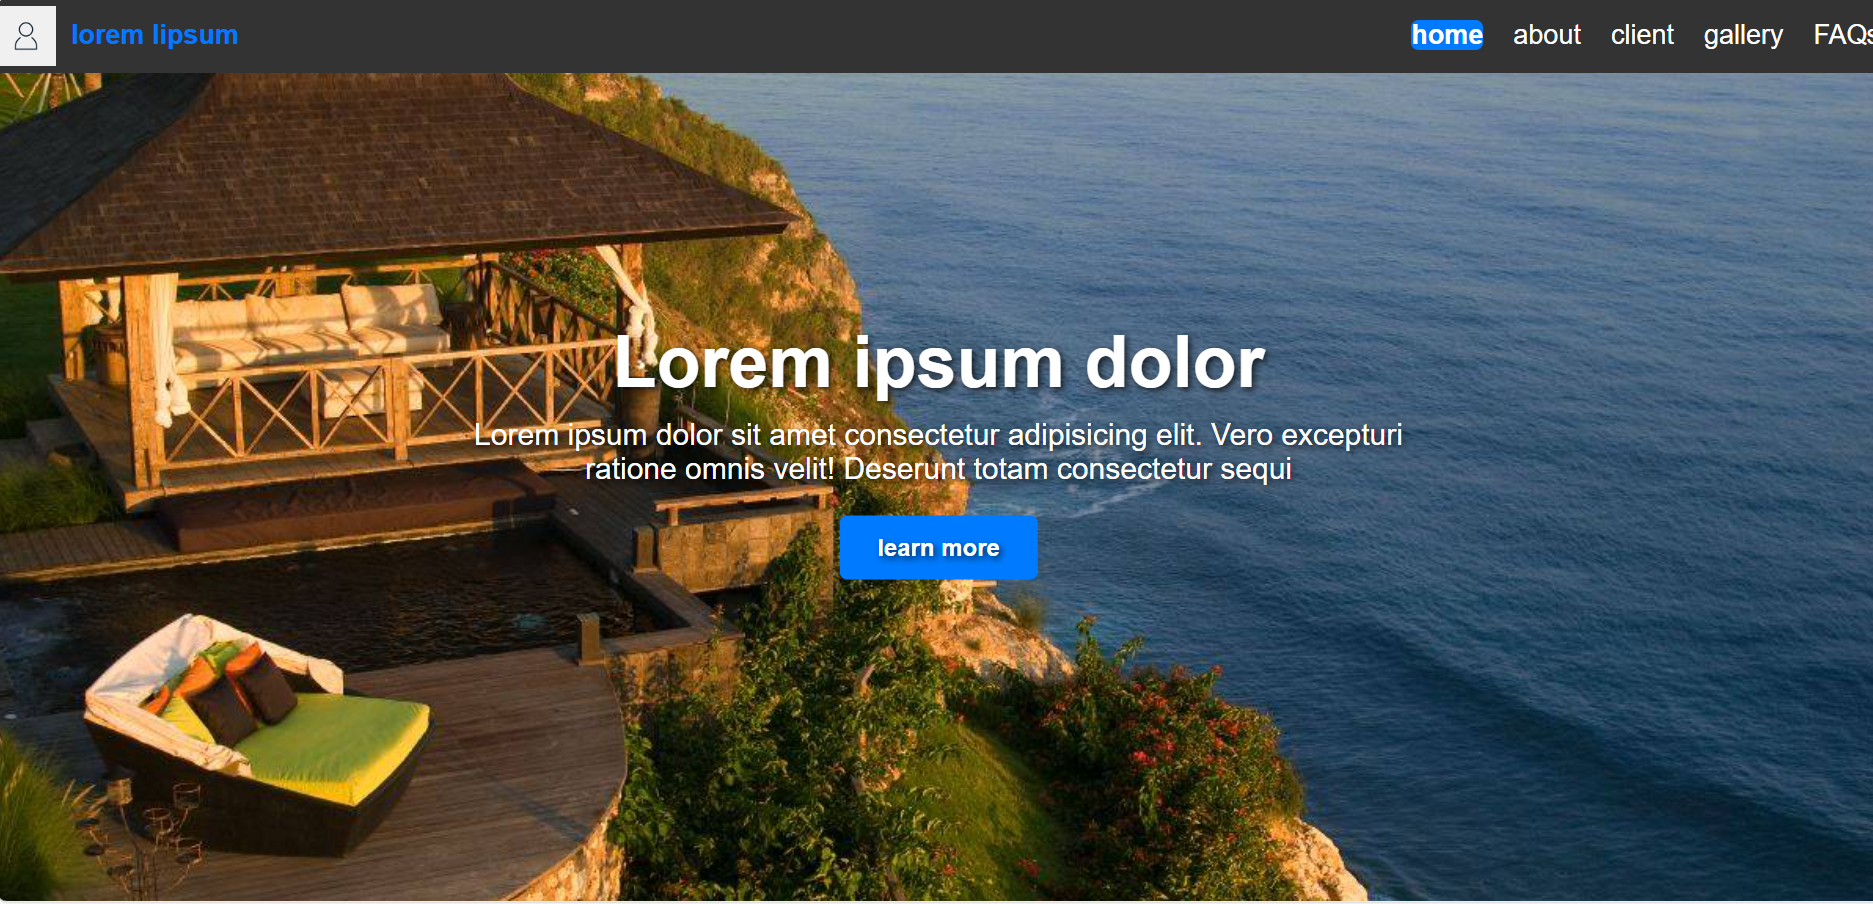 lorem lipsum
home about client gallery FAQs
Lorem ipsum dolor
Lorem ipsum dolor sit amet consectetur adipisicing elit. Vero excepturi
ratione omnis velit! Deserunt totam consectetur sequi
learn more